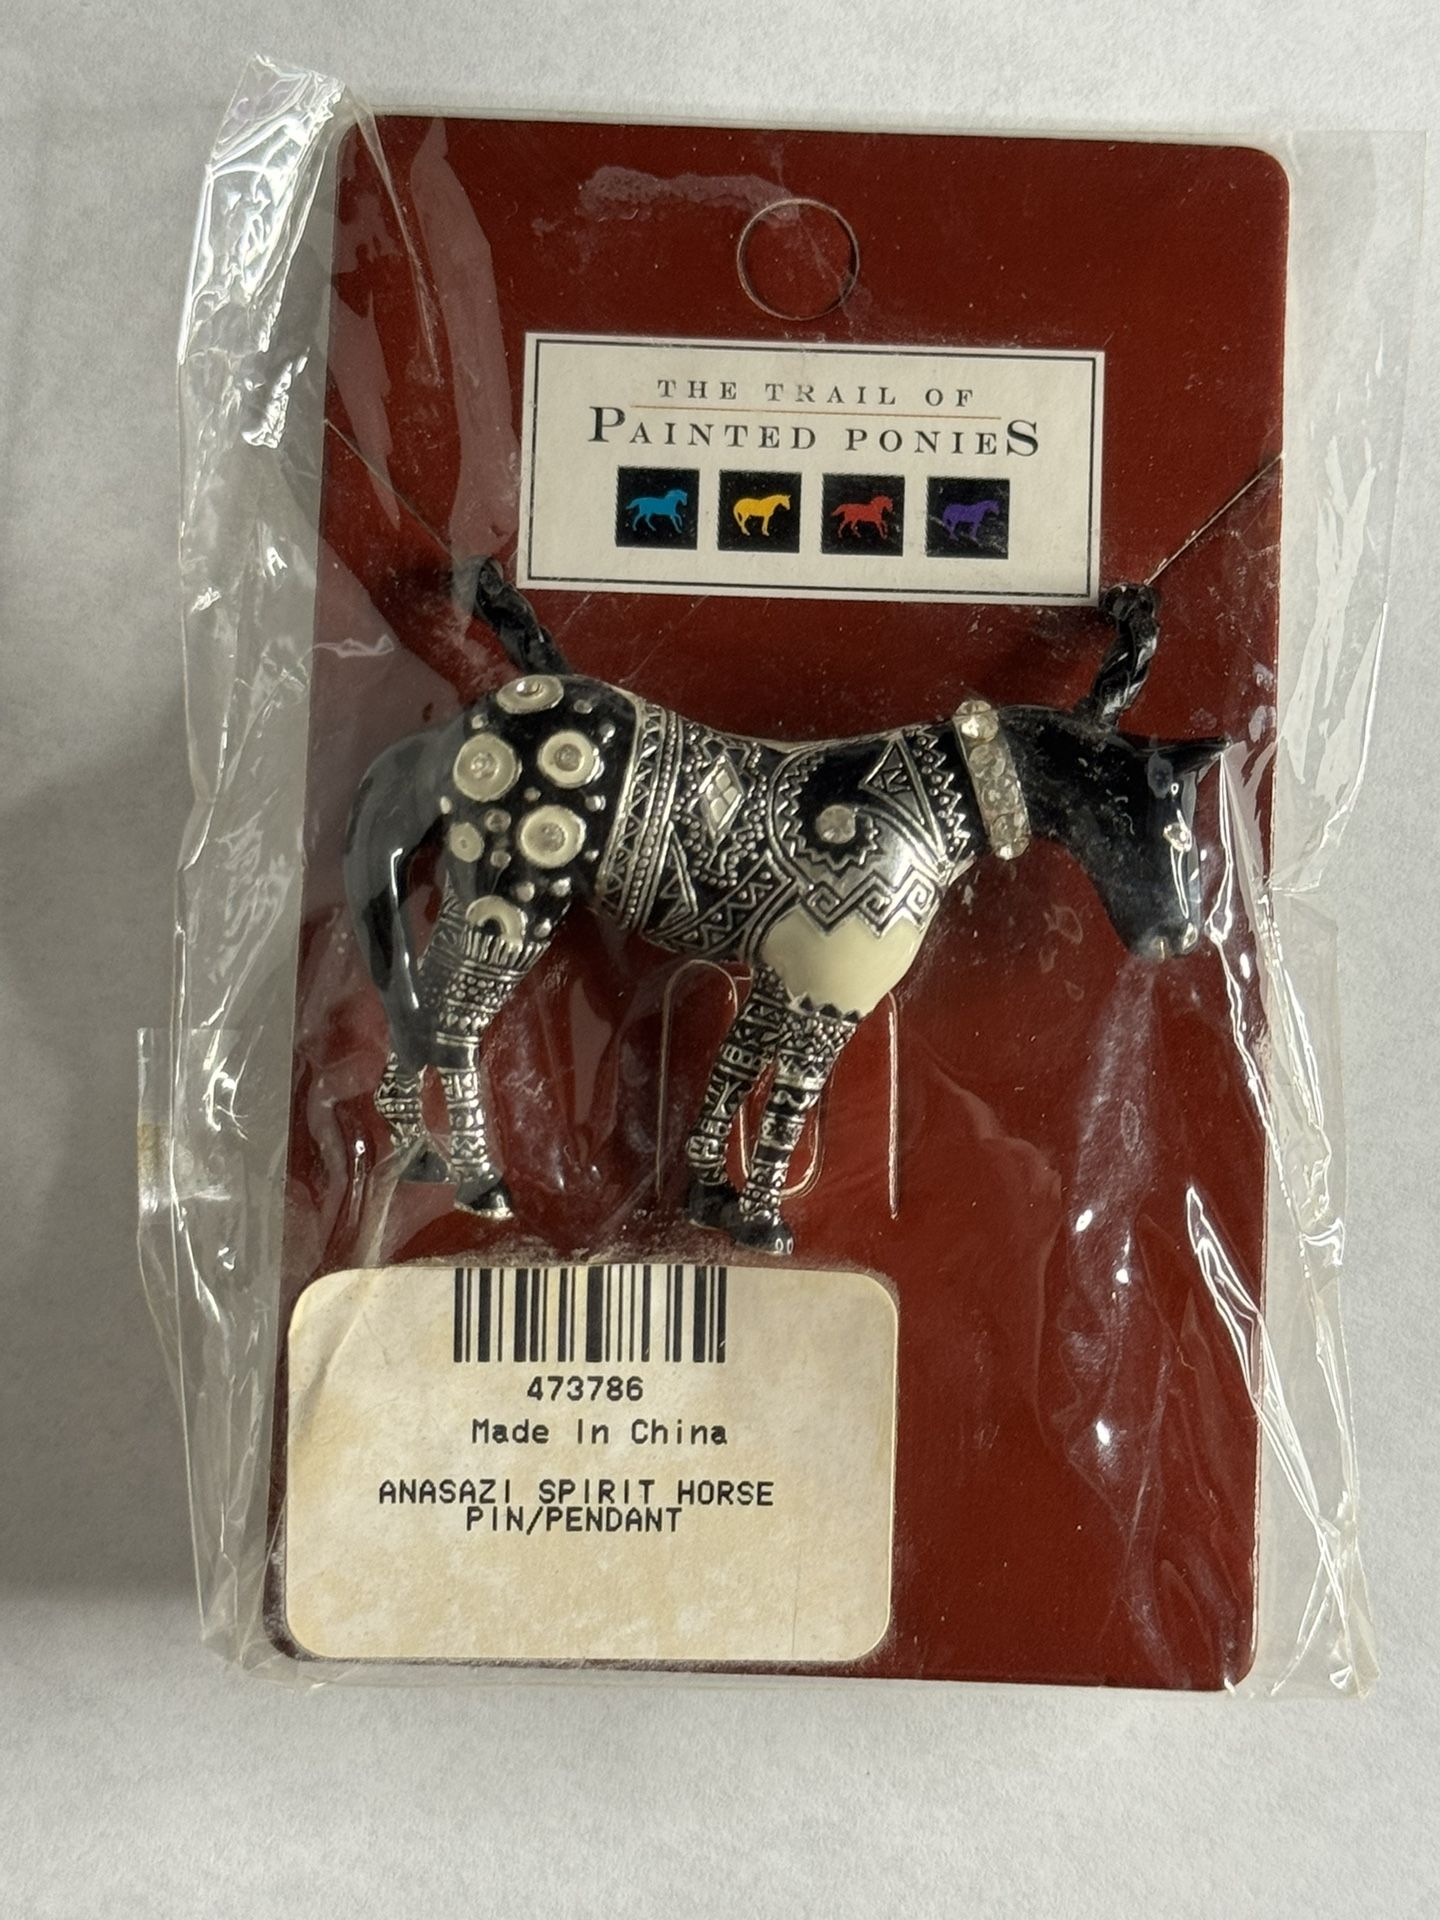 THE TRAIL OF
PAINTED PONIES
473786
Made In China
ANASAZI SPIRIT HORSE
PIN/PENDANT